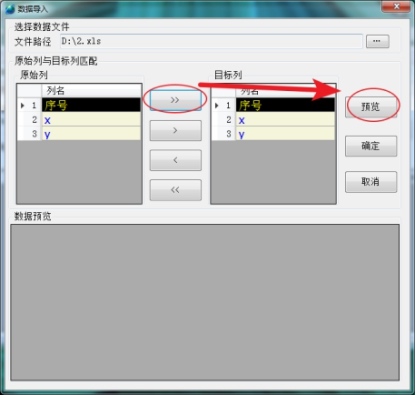 数据导入
选择数据文件
文件路径 D:\2.xls ...
原始列与目标列匹配
原始列 目标列
列名 列名
1 序号 >> 1 序号 预览
2 x > 2 x
3 y < 3 y 确定
<< 取消
数据预览